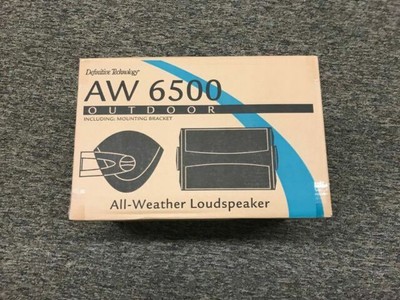 Definitive Technology®
AW 6500
OUTDOOR
INCLUDING: MOUNTING BRACKET
All-Weather Loudspeaker